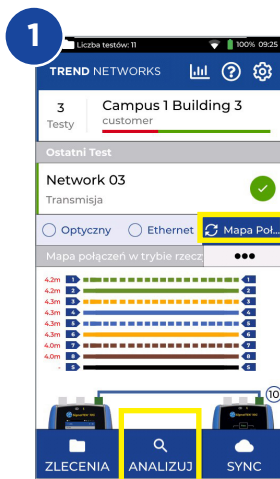 1
Liczba testów: 11 100% 09:25
TREND NETWORKS
3 Campus 1 Building 3
Testy customer
Ostatni Test
Network 03
Transmisja
Optyczny Ethernet Mapa Poł...
Mapa połączeń w trybie rzecz
4.2m 1 1
4.2m 2 2
4.3m 3 3
4.3m 4 4
4.3m 5 5
4.3m 6 6
4.0m 7 7
4.0m 8 8
- S S
10
ZLECENIA ANALIZUJ SYNC